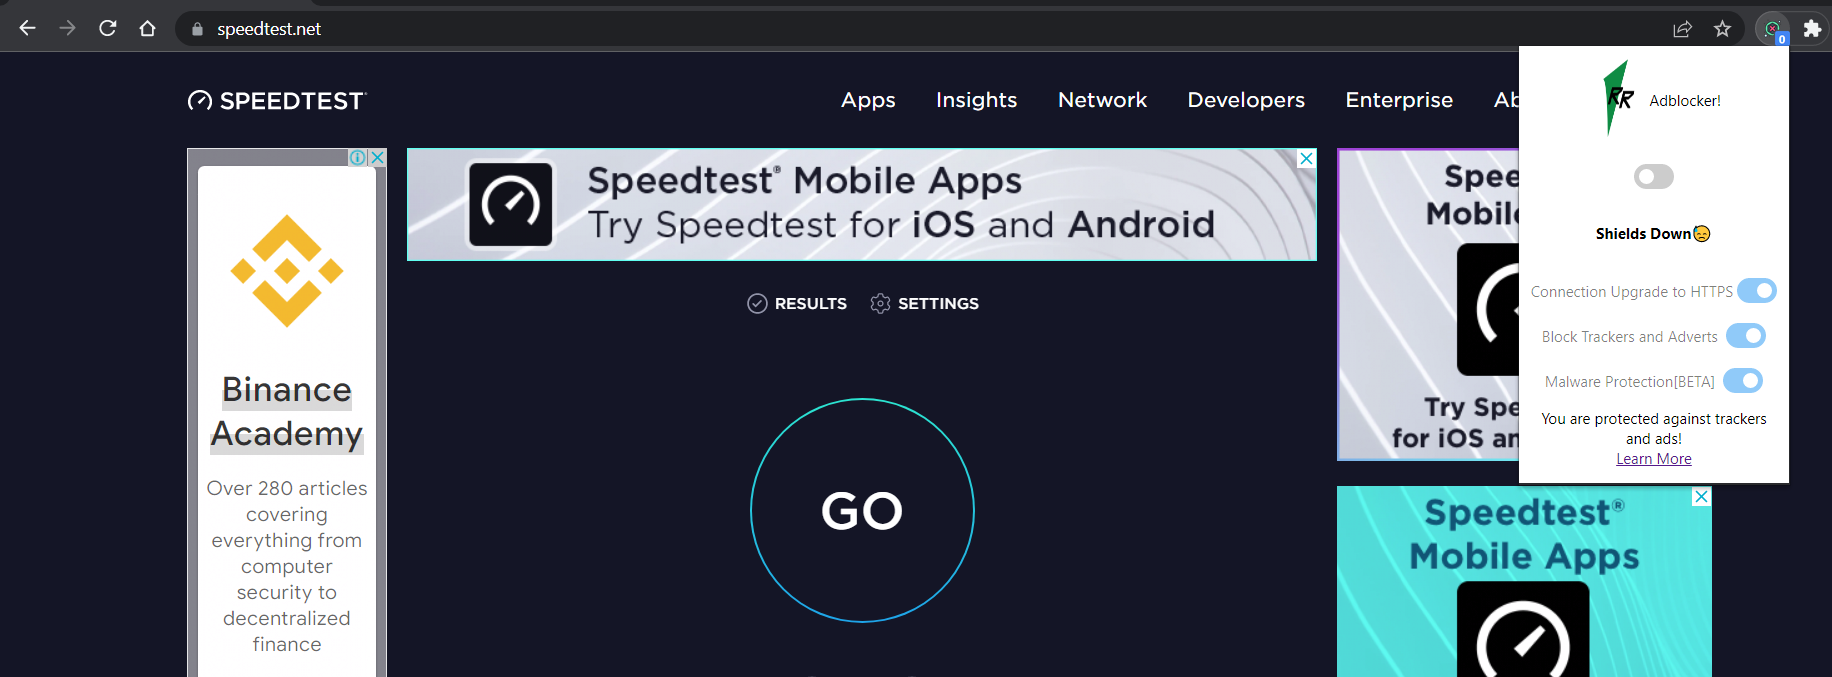 speedtest.net
0
SPEEDTEST
Apps Insights Network Developers Enterprise Ab
RR Adblocker!
Shields Down
Connection Upgrade to HTTPS
Block Trackers and Adverts
Malware Protection[BETA]
You are protected against trackers
and ads!
Learn More
Binance
Academy
Over 280 articles
covering
everything from
computer
security to
decentralized
finance
Speedtest® Mobile Apps
Try Speedtest for iOS and Android
RESULTS SETTINGS
GO
Spee
Mobil
Try Spe
for iOS an
Speedtest®
Mobile Apps